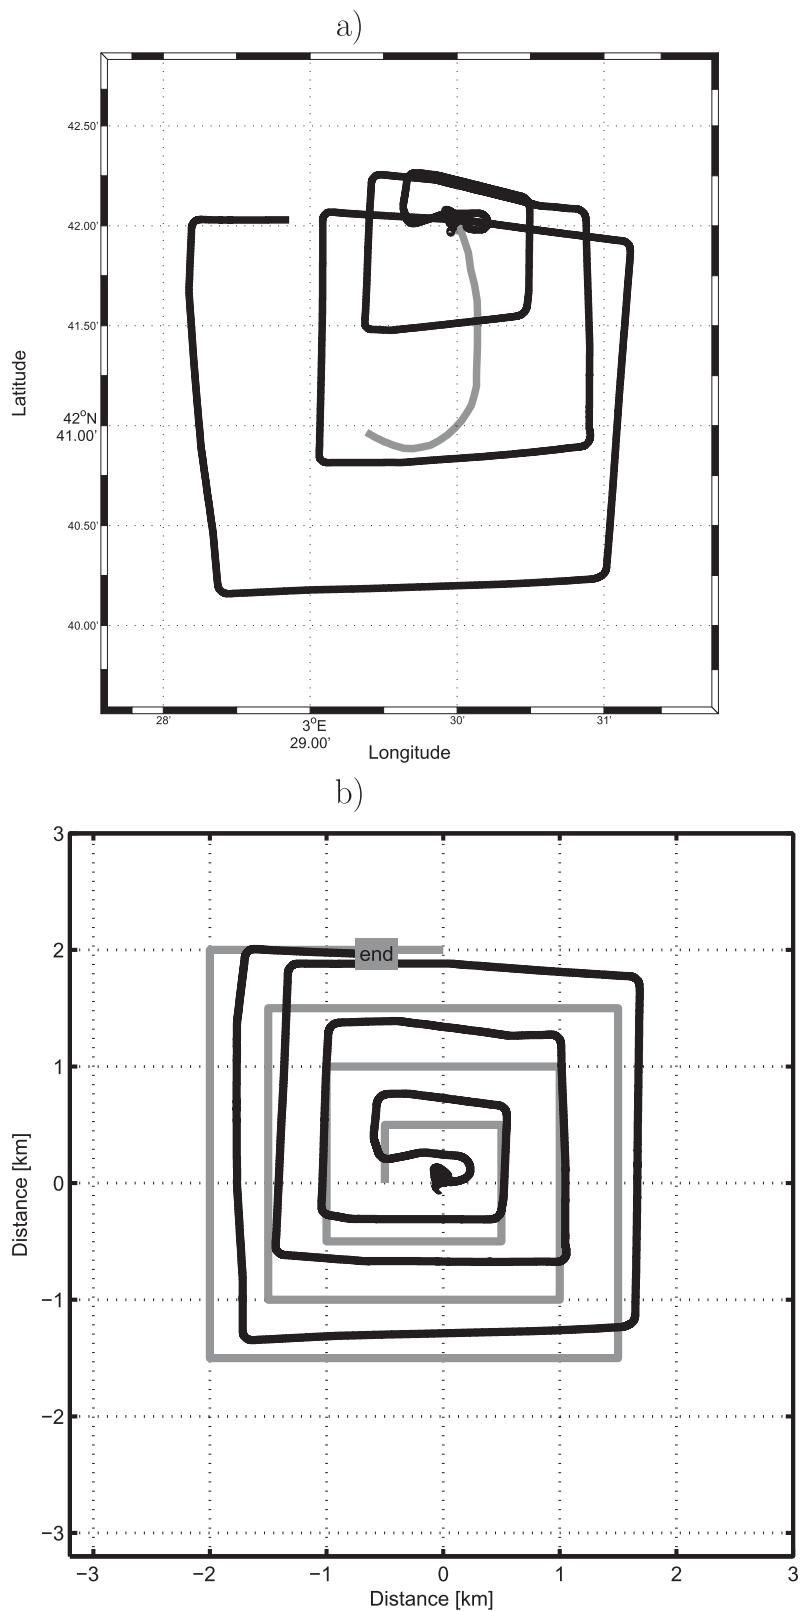 a)
42.50'
42.00'
41.50'
42°N
41.00'
40.50'
40.00'
Latitude
28'
3°E
29.00'
30'
31'
Longitude
b)
3
2
1
0
−1
−2
−3
Distance [km]
end
−3
−2
−1
0
1
2
3
Distance [km]